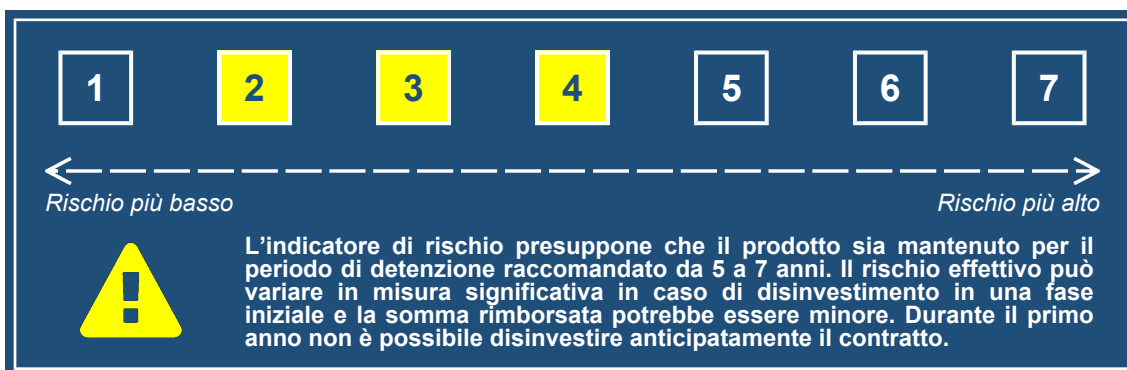 1 2 3 4 5 6 7
Rischio più basso Rischio più alto
L’indicatore di rischio presuppone che il prodotto sia mantenuto per il
periodo di detenzione raccomandato da 5 a 7 anni. Il rischio effettivo può
variare in misura significativa in caso di disinvestimento in una fase
iniziale e la somma rimborsata potrebbe essere minore. Durante il primo
anno non è possibile disinvestire anticipatamente il contratto.